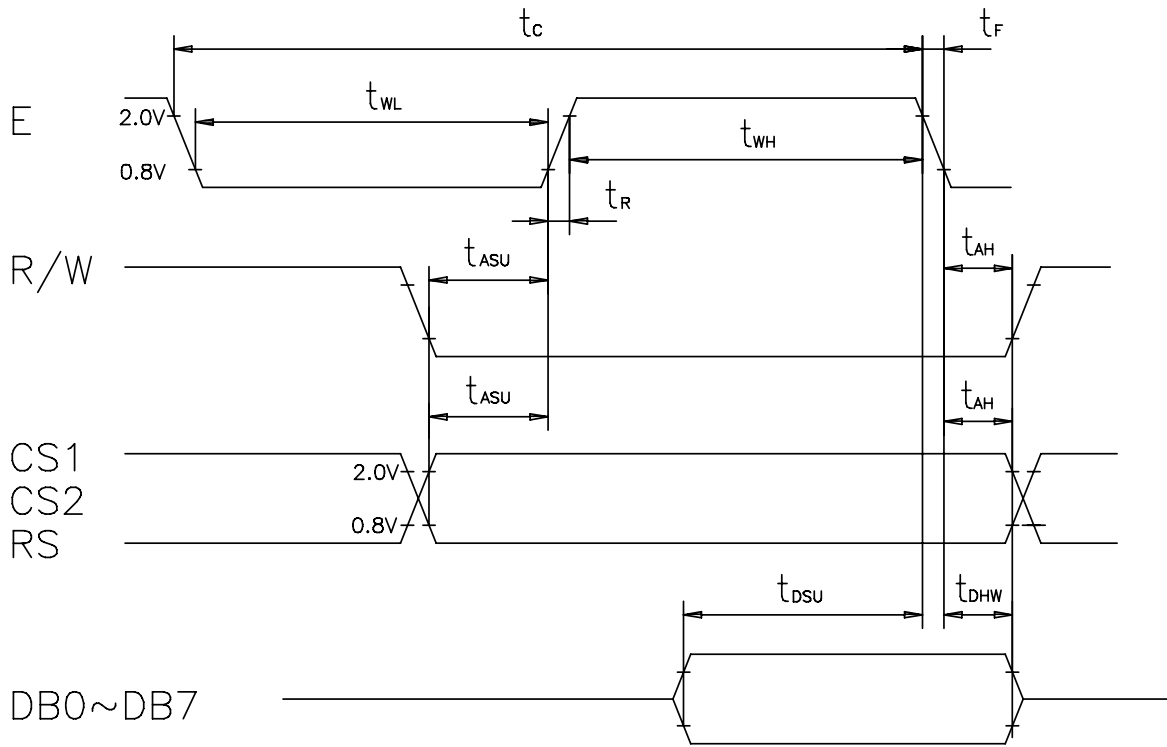 tC
tF
E
2.0V
tWL
tWH
0.8V
tR
R/W
tASU
tAH
tASU
tAH
CS1
2.0V
CS2
0.8V
RS
tDSU
tDHW
DB0~DB7